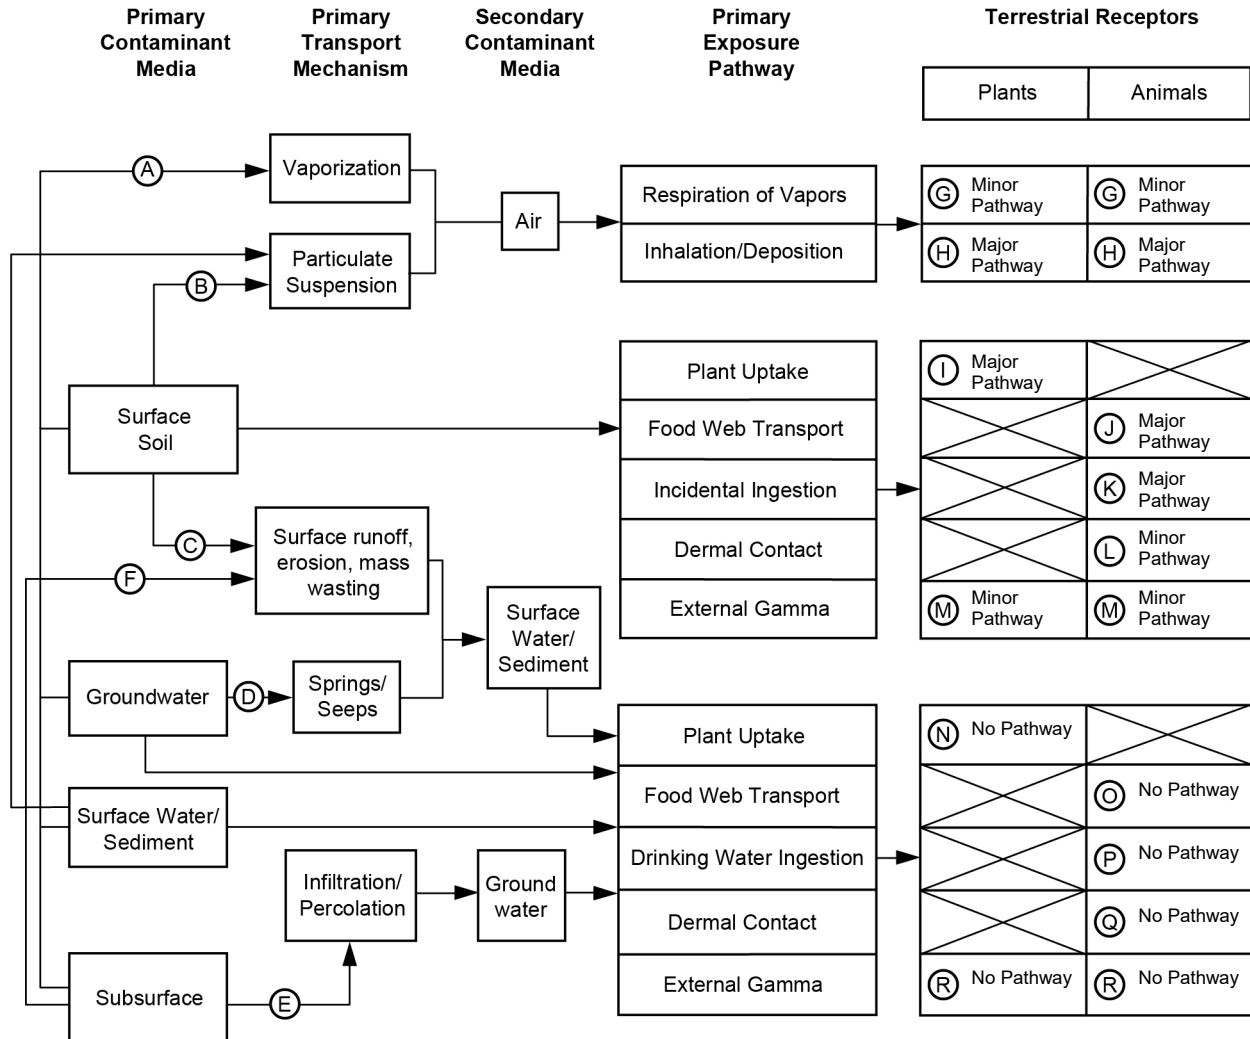 Primary
Contaminant
Media
Primary
Transport
Mechanism
Secondary
Contaminant
Media
Primary
Exposure
Pathway
Terrestrial Receptors
Plants
Animals
A
Vaporization
B
Particulate
Suspension
Air
Respiration of Vapors
Inhalation/Deposition
G Minor
Pathway
G Minor
Pathway
H Major
Pathway
H Major
Pathway
Surface
Soil
Plant Uptake
Food Web Transport
Incidental Ingestion
Dermal Contact
External Gamma
I Major
Pathway
J Major
Pathway
K Major
Pathway
L Minor
Pathway
M Minor
Pathway
M Minor
Pathway
C
F
Surface runoff,
erosion, mass
wasting
Surface
Water/
Sediment
Groundwater
D
Springs/
Seeps
Surface Water/
Sediment
Infiltration/
Percolation
Ground
water
Subsurface
E
Plant Uptake
Food Web Transport
Drinking Water Ingestion
Dermal Contact
External Gamma
N No Pathway
O No Pathway
P No Pathway
Q No Pathway
R No Pathway
R No Pathway